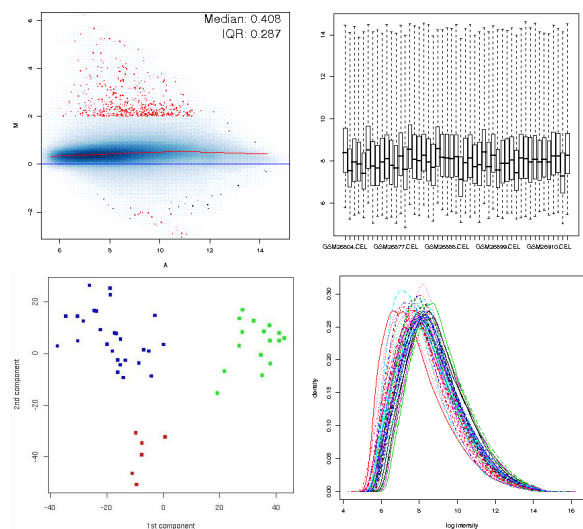 Median: 0.408
IQR: 0.287
6
4
2
0
-2
M
6 8 10 12 14
A
14
12
10
8
6
GSM26804.CEL GSM26877.CEL GSM26888.CEL GSM26899.CEL GSM26910.CEL
20
0
-20
-40
2nd component
-40 -20 0 20 40
1st component
0.30
0.25
0.20
0.15
0.10
0.05
0.00
density
4 6 8 10 12 14 16
log intensity